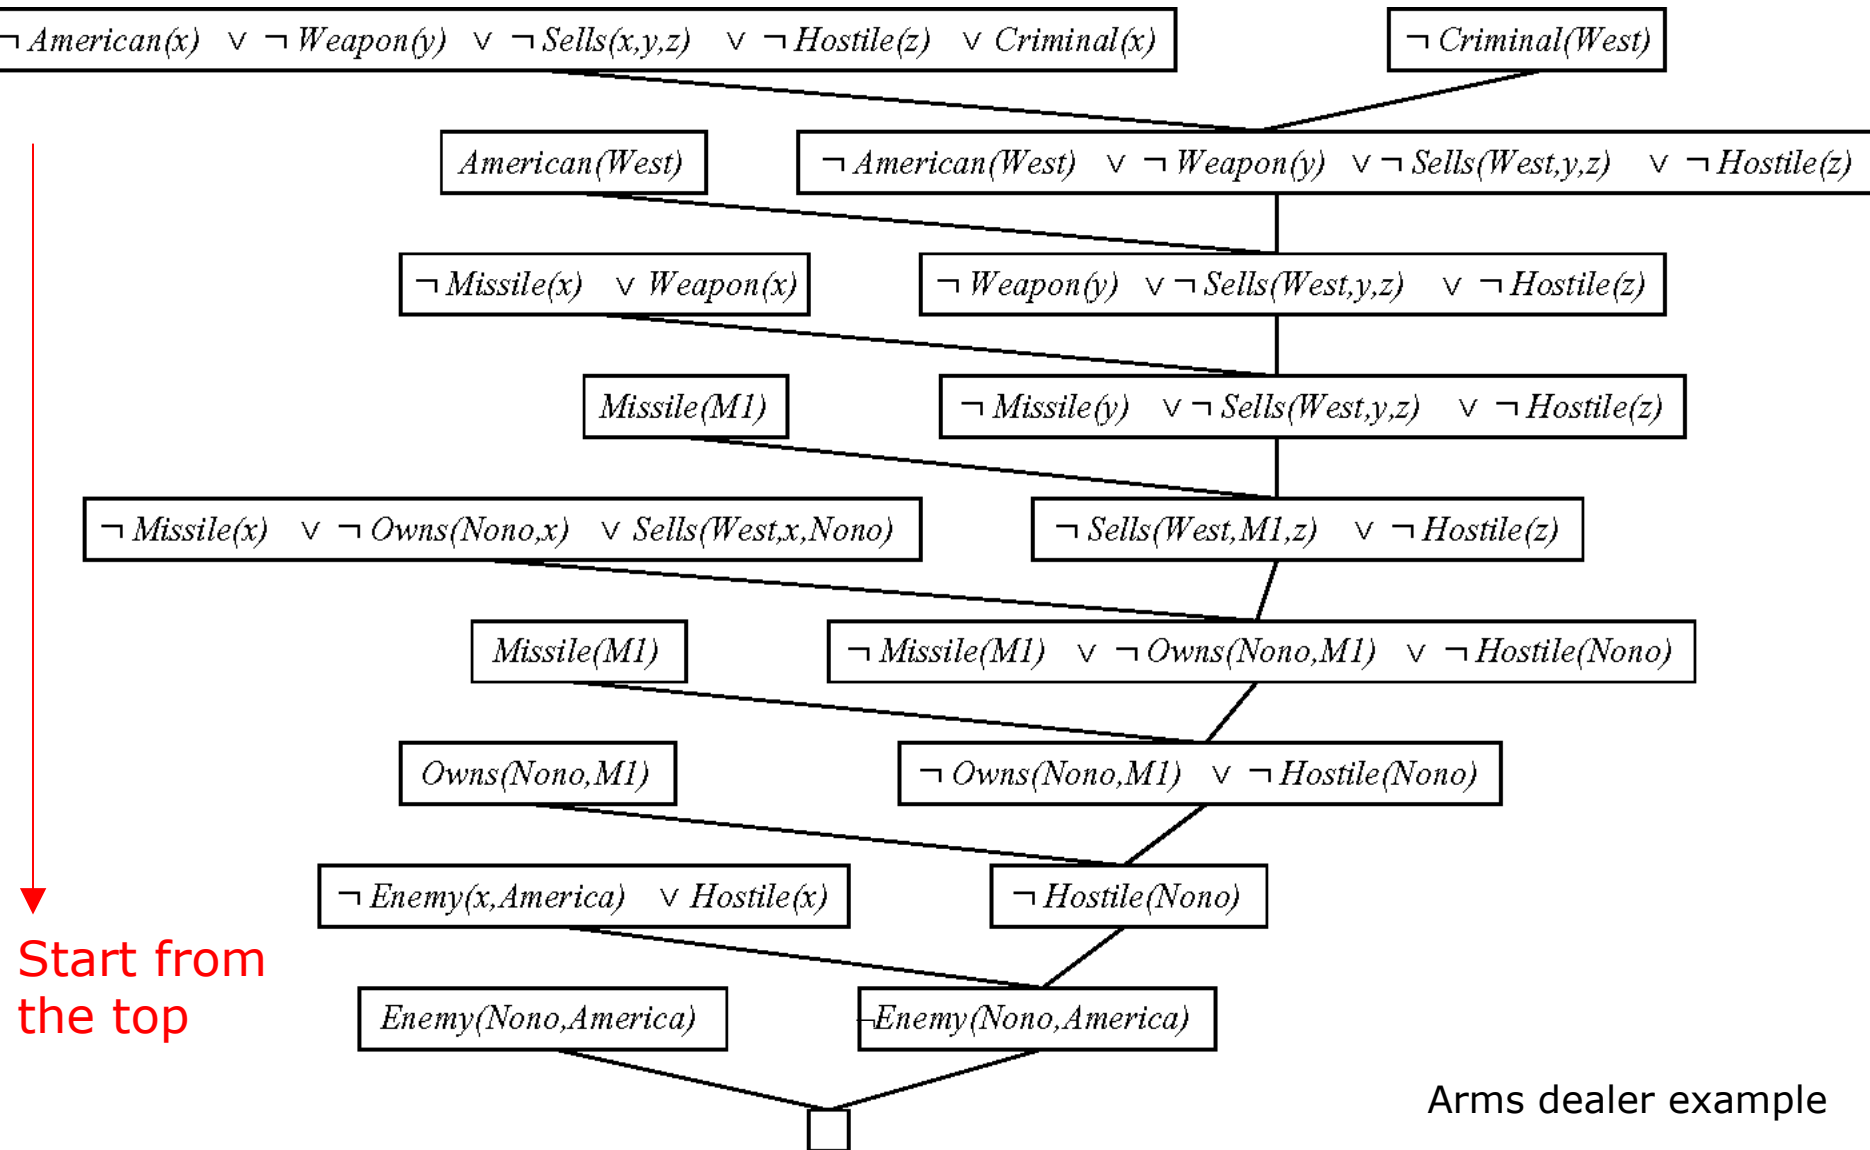 ¬ American(x) ∨ ¬ Weapon(y) ∨ ¬ Sells(x,y,z) ∨ ¬ Hostile(z) ∨ Criminal(x)
¬ Criminal(West)
American(West)
¬ American(West) ∨ ¬ Weapon(y) ∨ ¬ Sells(West,y,z) ∨ ¬ Hostile(z)
¬ Missile(x) ∨ Weapon(x)
¬ Weapon(y) ∨ ¬ Sells(West,y,z) ∨ ¬ Hostile(z)
Missile(M1)
¬ Missile(y) ∨ ¬ Sells(West,y,z) ∨ ¬ Hostile(z)
¬ Missile(x) ∨ ¬ Owns(Nono,x) ∨ Sells(West,x,Nono)
¬ Sells(West,M1,z) ∨ ¬ Hostile(z)
Missile(M1)
¬ Missile(M1) ∨ ¬ Owns(Nono,M1) ∨ ¬ Hostile(Nono)
Owns(Nono,M1)
¬ Owns(Nono,M1) ∨ ¬ Hostile(Nono)
¬ Enemy(x,America) ∨ Hostile(x)
¬ Hostile(Nono)
Enemy(Nono,America)
¬Enemy(Nono,America)
Start from
the top
Arms dealer example